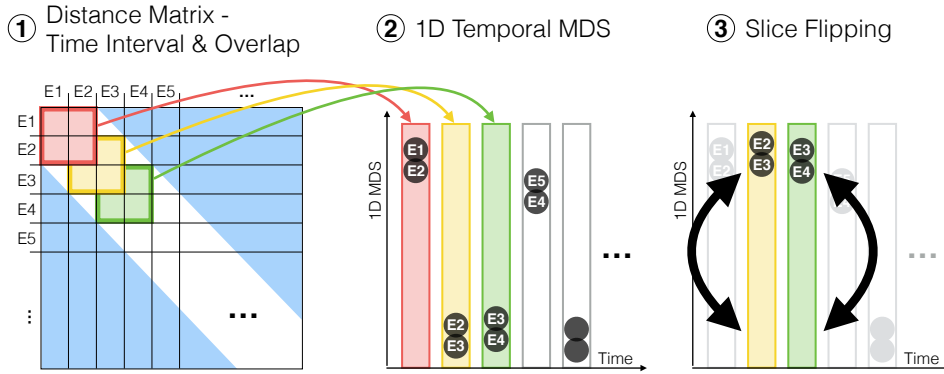 1 Distance Matrix -
Time Interval & Overlap
E1 E2 E3 E4 E5 ...
E1
E2
E3
E4
E5
...
...
2 1D Temporal MDS
1D MDS
E1
E2
E2
E3
E3
E4
E5
E4
...
Time
3 Slice Flipping
1D MDS
E1
E2
E2
E3
E3
E4
...
Time